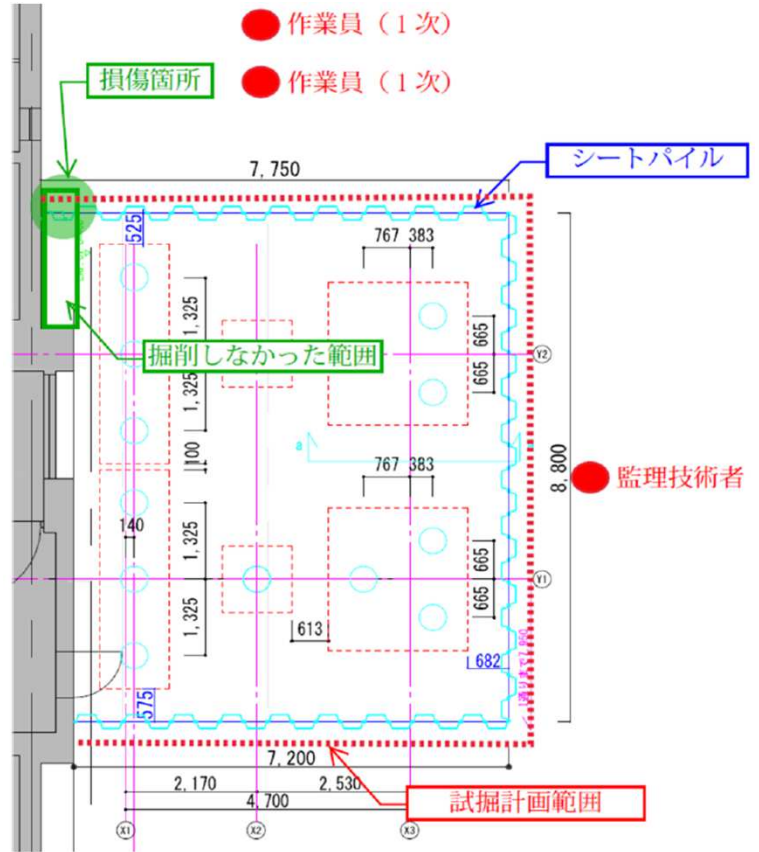 作業員（１次）
作業員（１次）
損傷箇所
シートパイル
7,750
525
767 383
1,325
665
掘削しなかった範囲
Y2
1,325
665
100
a
767 383
8,800
監理技術者
140
1,325
665
Y1
1,325
665
613
682
575
7,200
2,170
2,530
試掘計画範囲
4,700
X1
X2
X3